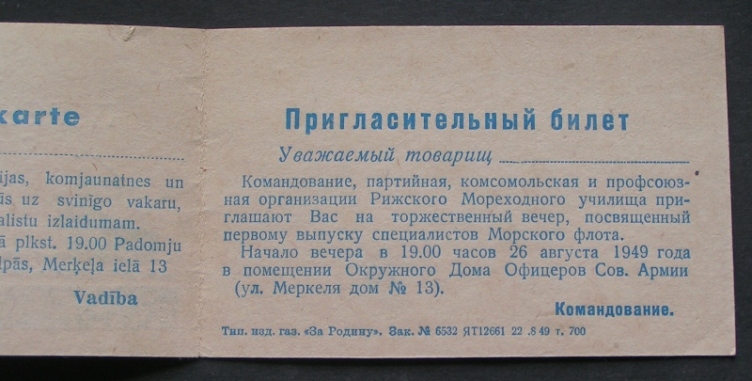 karte
ijas, komjaunatnes un
uz svinīgo vakaru,
alistu izlaidumam.
plkst. 19.00 Padomju
Merķeļa ielā 13
Vadība
Пригласительный билет
Уважаемый товарищ
Командование, партийная, комсомольская и профсоюз-
ная организации Рижского Мореходного училища при-
глашают Вас на торжественный вечер, посвященный
первому выпуску специалистов Морского флота.
Начало вечера в 19.00 часов 26 августа 1949 года
в помещении Окружного Дома Офицеров Сов. Армии
(ул. Меркеля дом № 13).
Командование.
Тип. изд. газ. «За Родину». Зак. № 6532 ЯТ12661 22 .8 49 т. 700